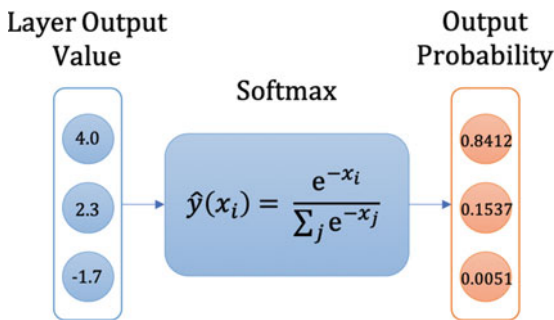 Layer Output
Value
4.0
2.3
-1.7
Softmax
ŷ(xᵢ) = e^{-xᵢ} / ∑ⱼ e^{-xⱼ}
Output
Probability
0.8412
0.1537
0.0051